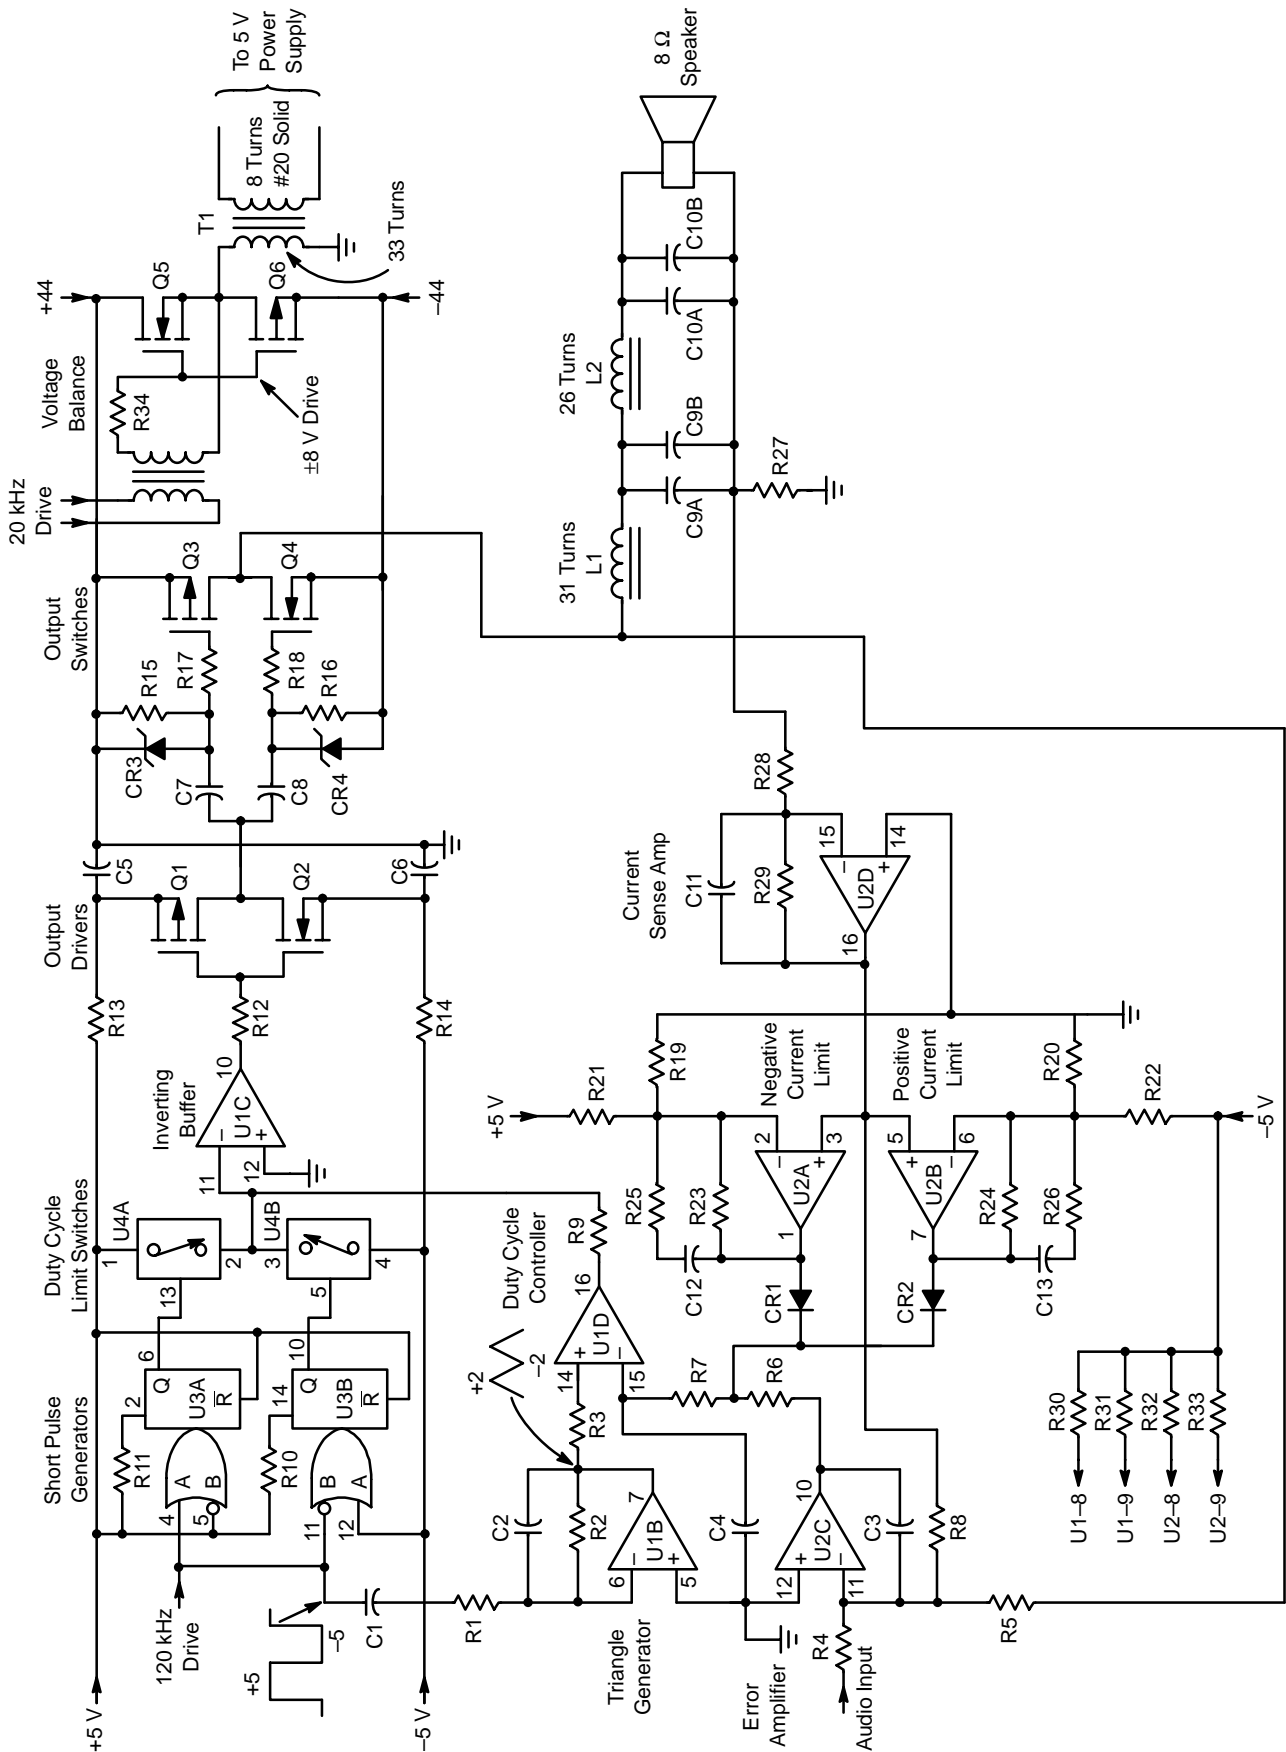 +5 V
120 kHz
Drive
+5
–5
–5 V
Short Pulse
Generators
R11
2
4
A
5
B
Q
6
U3A
R
R10
14
11
B
12
A
Q
10
U3B
R
Duty Cycle
Limit Switches
1
U4A
2
13
3
U4B
4
5
Inverting
Buffer
11
–
U1C
10
12
+
R13
R12
R14
Output
Drivers
Q1
Q2
C5
C6
CR3
R15
C7
R17
C8
R18
CR4
R16
Output
Switches
Q3
Q4
20 kHz
Drive
Voltage
Balance
R34
±8 V Drive
+44
Q5
Q6
–44
T1
33 Turns
8 Turns
#20 Solid
To 5 V
Power
Supply
C1
R1
Triangle
Generator
C2
R2
6
–
U1B
7
5
+
R3
+2
–2
Duty Cycle
Controller
14
+
U1D
16
15
–
R9
C4
R7
R6
Error
Amplifier
12
+
U2C
10
11
–
C3
R4
Audio Input
R8
R5
+5 V
R21
R19
R25
R23
C12
2
–
U2A
1
3
+
CR1
Negative
Current
Limit
Positive
Current
Limit
5
+
U2B
7
6
–
CR2
R24
R26
C13
R20
R22
–5 V
Current
Sense Amp
C11
R29
R28
15
–
U2D
16
14
+
31 Turns
L1
C9A
C9B
R27
26 Turns
L2
C10A
C10B
8 Ω
Speaker
R30
R31
R32
R33
U1–8
U1–9
U2–8
U2–9